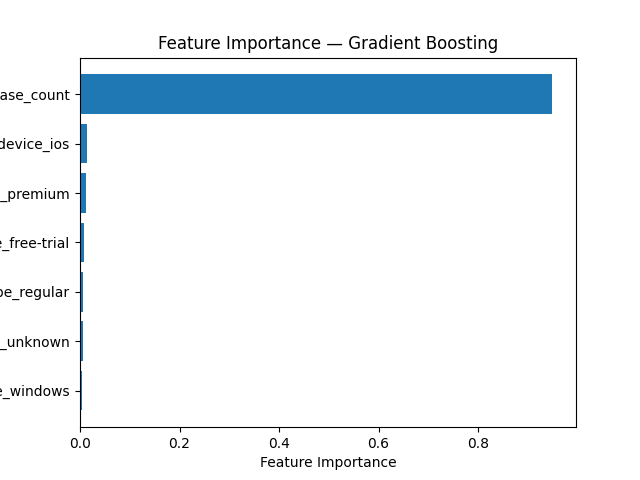 Feature Importance — Gradient Boosting
ase_count
device_ios
_premium
e_free-trial
pe_regular
_unknown
e_windows
0.0 0.2 0.4 0.6 0.8
Feature Importance